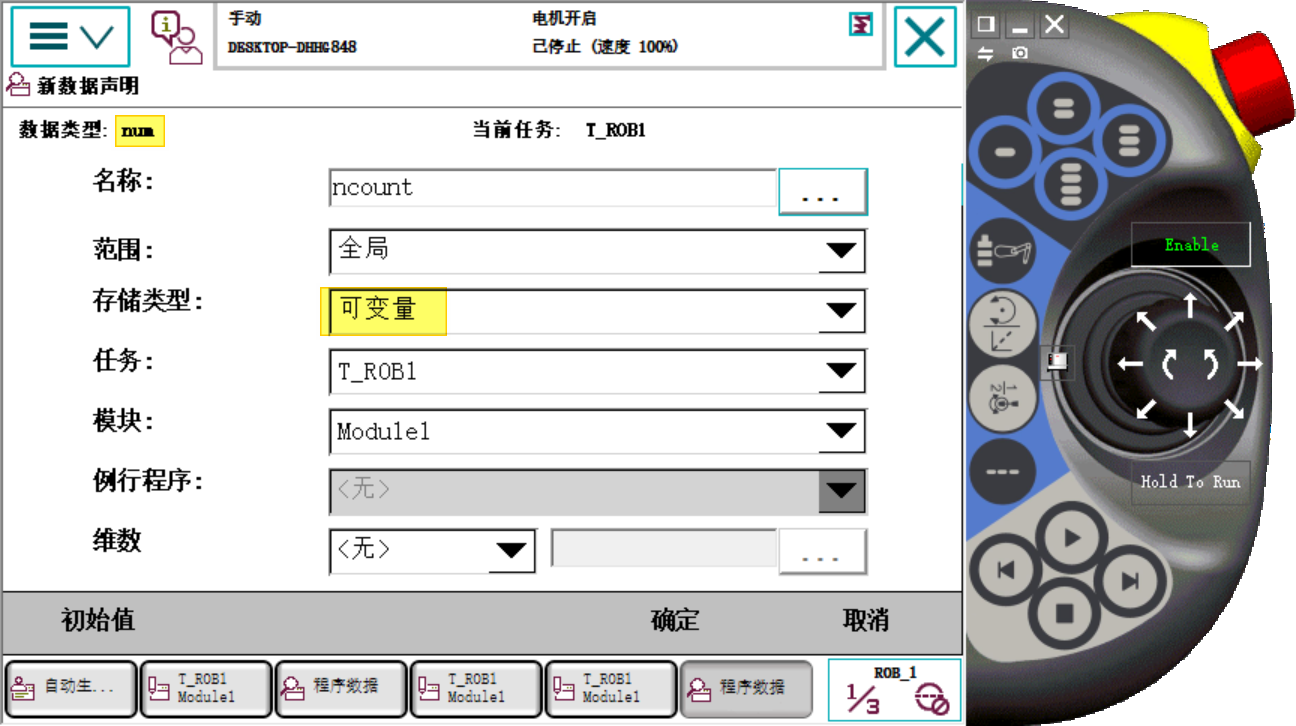 手动
电机开启
DESKTOP-DHHG848
已停止 (速度 100%)
新数据声明
数据类型: num
当前任务: T_ROB1
名称:
ncount
...
范围:
全局
存储类型:
可变量
任务:
T_ROB1
模块:
Module1
例行程序:
<无>
维数
<无>
...
初始值
确定
取消
自动生...
T_ROB1
Module1
程序数据
T_ROB1
Module1
T_ROB1
Module1
程序数据
ROB_1
1/3
Enable
Hold To Run